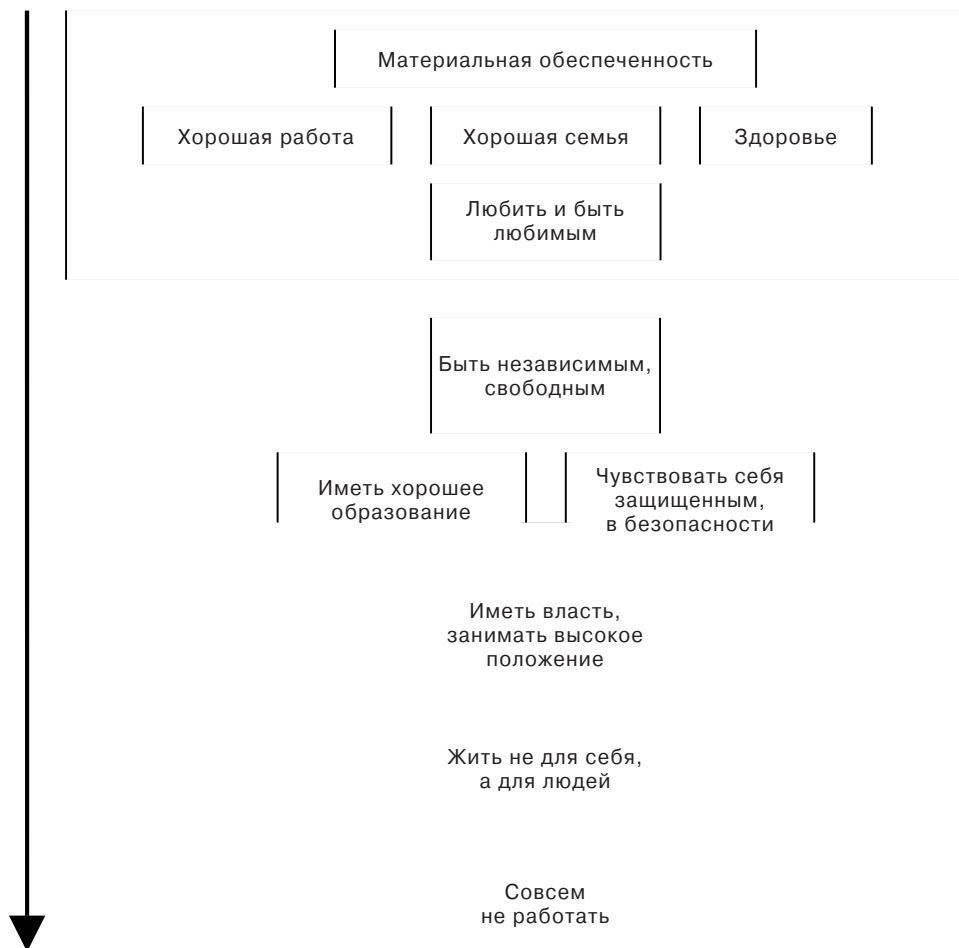 Материальная обеспеченность
Хорошая работа
Хорошая семья
Здоровье
Любить и быть
любимым
Быть независимым,
свободным
Иметь хорошее
образование
Чувствовать себя
защищенным,
в безопасности
Иметь власть,
занимать высокое
положение
Жить не для себя,
а для людей
Совсем
не работать